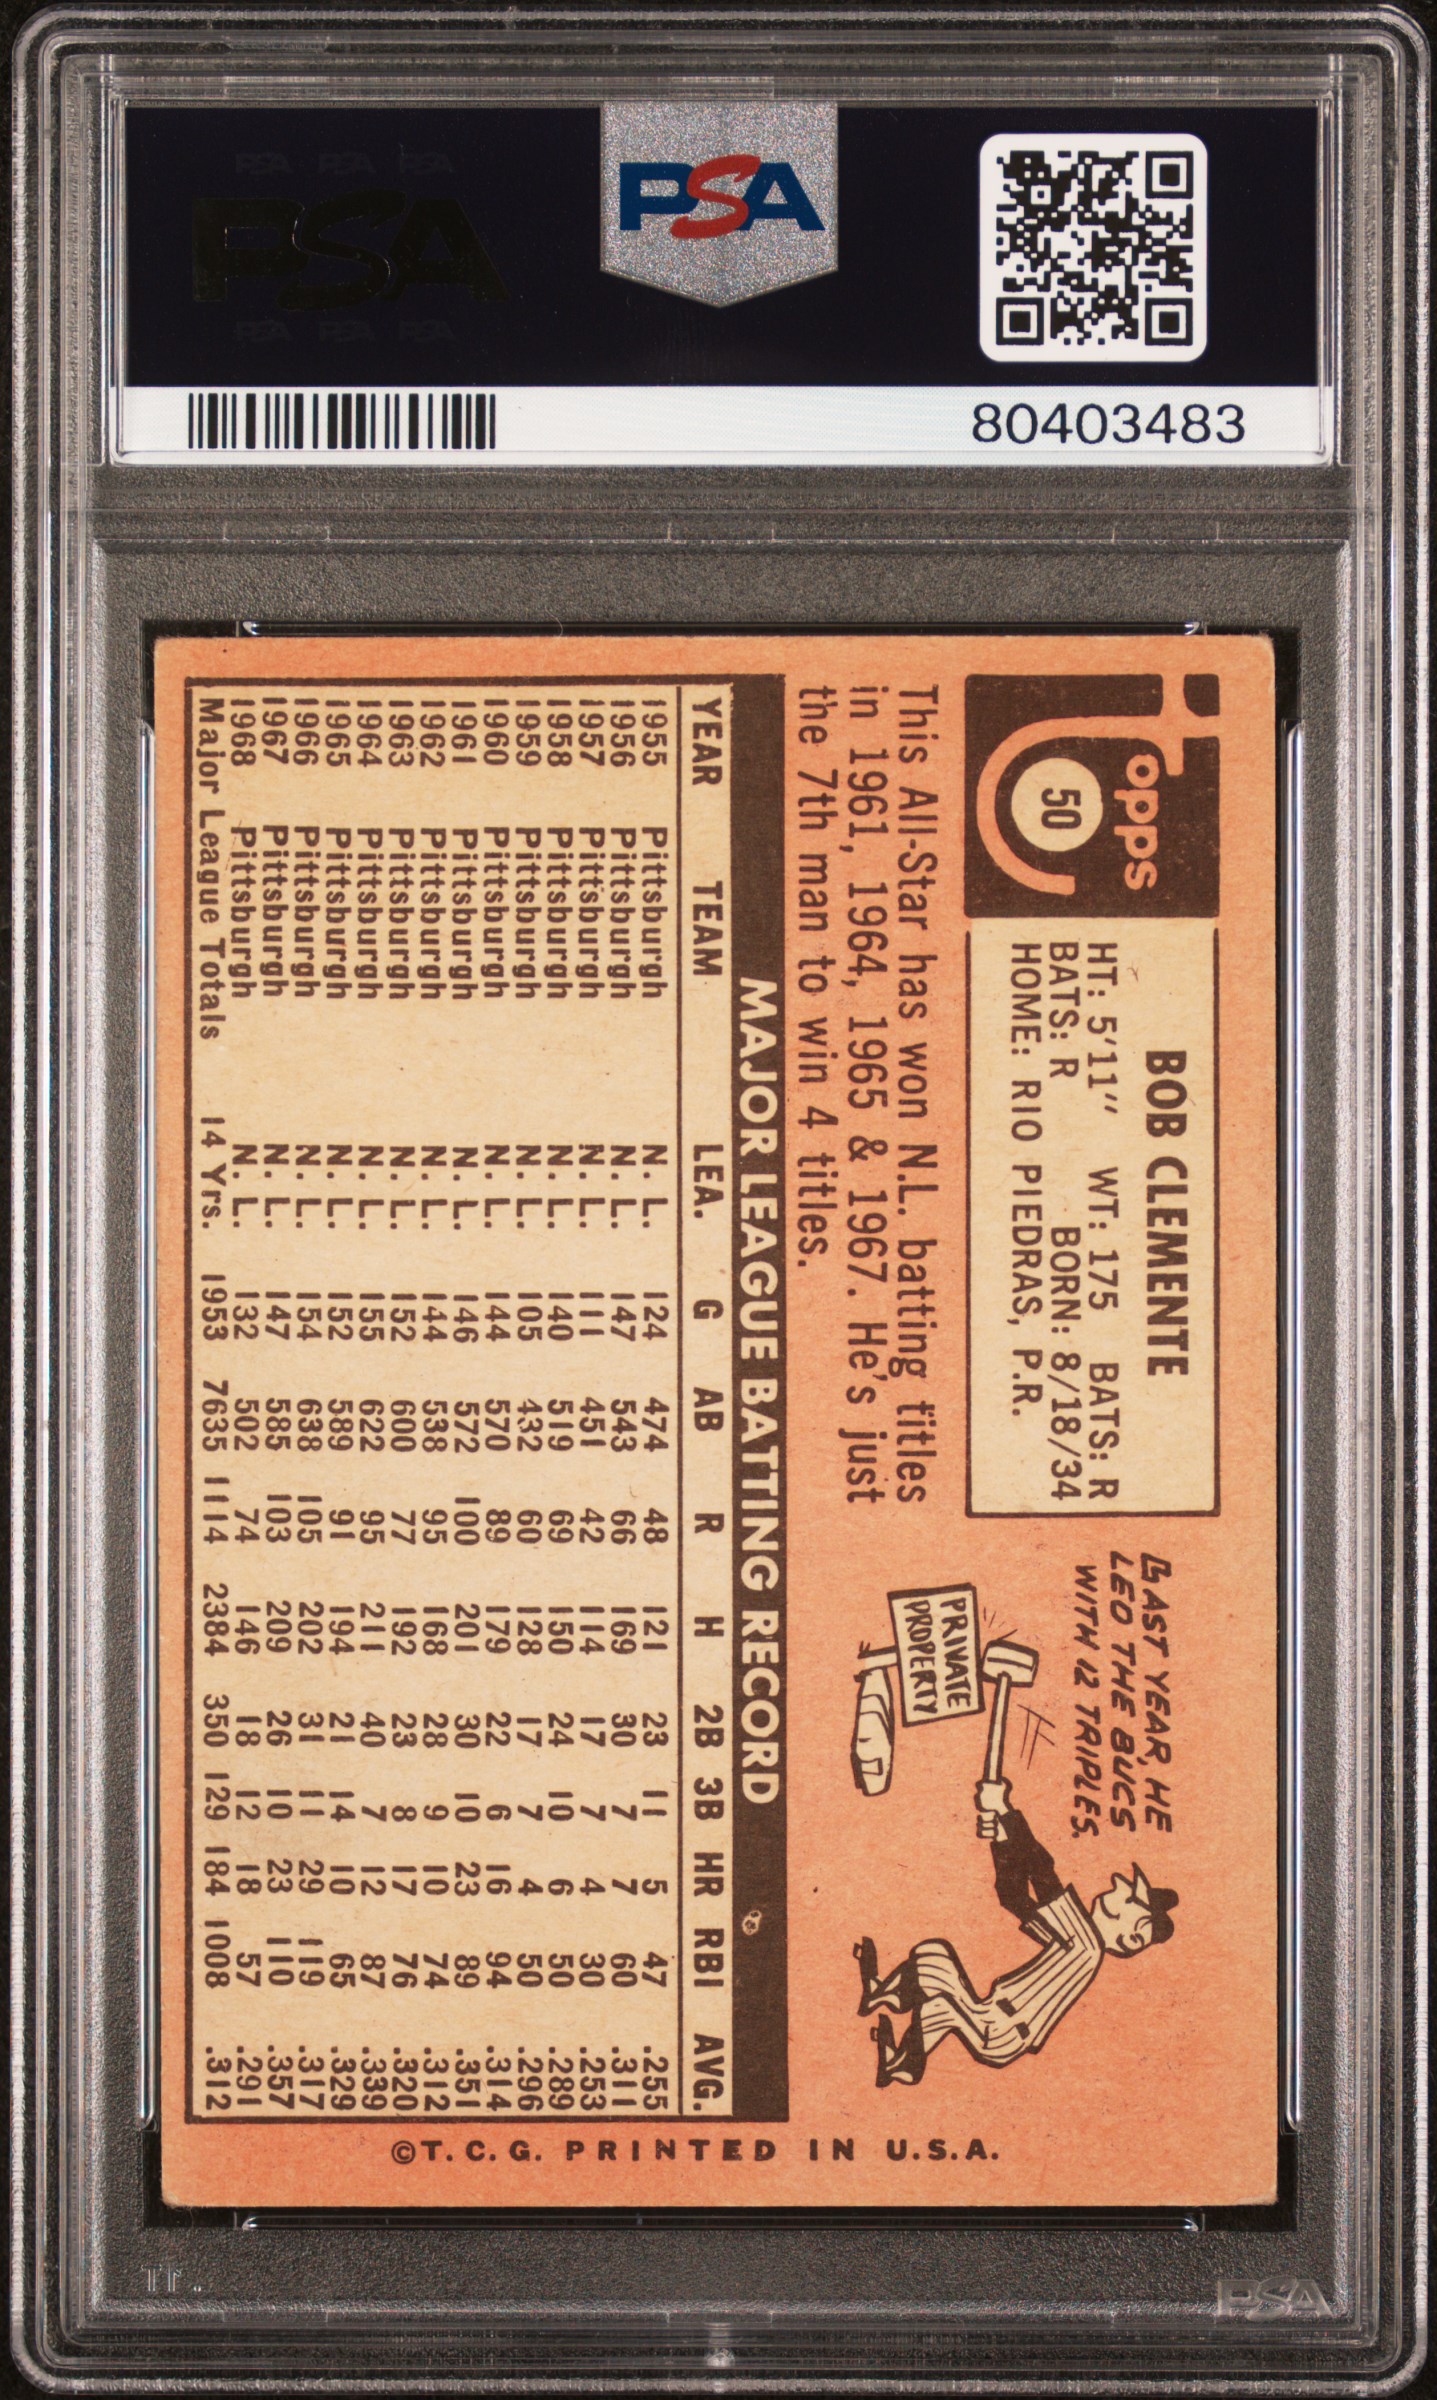 PSA PSA PSA
PSA
PSA PSA PSA
PSA
80403483
Topps
50
BOB CLEMENTE
HT: 5'11" WT: 175 BATS: R
BATS: R BORN: 8/18/34
HOME: RIO PIEDRAS, P.R.
This All-Star has won N.L. batting titles
in 1961, 1964, 1965 & 1967. He's just
the 7th man to win 4 titles.
LAST YEAR, HE
LED THE BUCS
WITH 12 TRIPLES.
PRIVATE
PROPERTY
MAJOR LEAGUE BATTING RECORD
YEAR TEAM LEA. G AB R H 2B 3B HR RBI AVG.
1955 Pittsburgh N.L. 124 474 48 121 23 11 5 47 .255
1956 Pittsburgh N.L. 147 543 66 169 30 7 7 60 .311
1957 Pittsburgh N.L. 111 451 42 114 17 7 4 30 .253
1958 Pittsburgh N.L. 140 519 69 150 24 10 6 50 .289
1959 Pittsburgh N.L. 105 432 60 128 17 7 4 50 .296
1960 Pittsburgh N.L. 144 570 89 179 22 6 16 94 .314
1961 Pittsburgh N.L. 146 572 100 201 30 10 23 89 .351
1962 Pittsburgh N.L. 144 538 95 168 28 9 10 74 .312
1963 Pittsburgh N.L. 152 600 77 192 23 8 17 76 .320
1964 Pittsburgh N.L. 155 622 95 211 40 7 12 87 .339
1965 Pittsburgh N.L. 152 589 91 194 21 14 10 65 .329
1966 Pittsburgh N.L. 154 638 105 202 31 11 29 119 .317
1967 Pittsburgh N.L. 147 585 103 209 26 10 23 110 .357
1968 Pittsburgh N.L. 132 502 74 146 18 12 18 57 .291
Major League Totals 14 Yrs. 1953 7635 1114 2384 350 129 184 1008 .312
©T.C.G. PRINTED IN U.S.A.
PSA